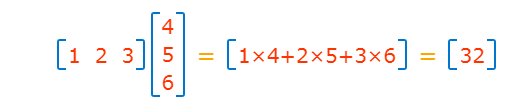 [1 2 3] [4
5
6] = [1×4+2×5+3×6] = [32]